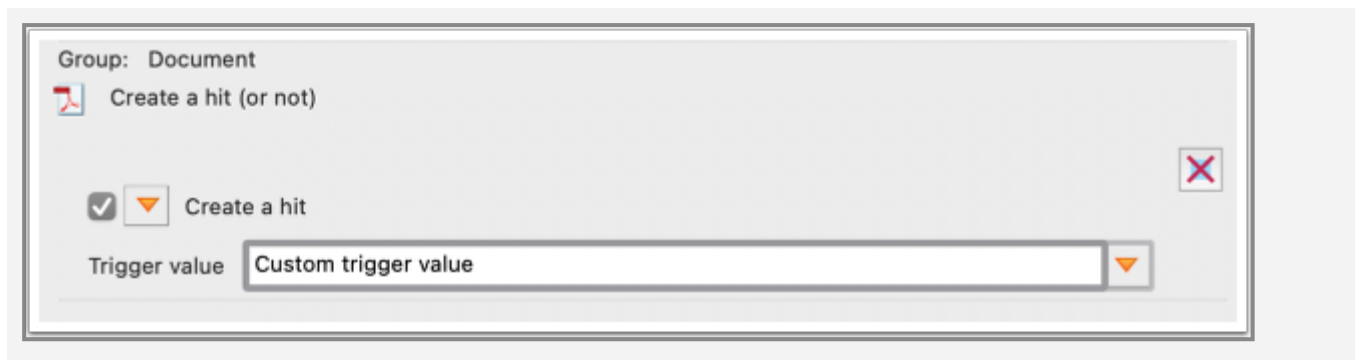 Group: Document
Create a hit (or not)
Create a hit
Trigger value Custom trigger value